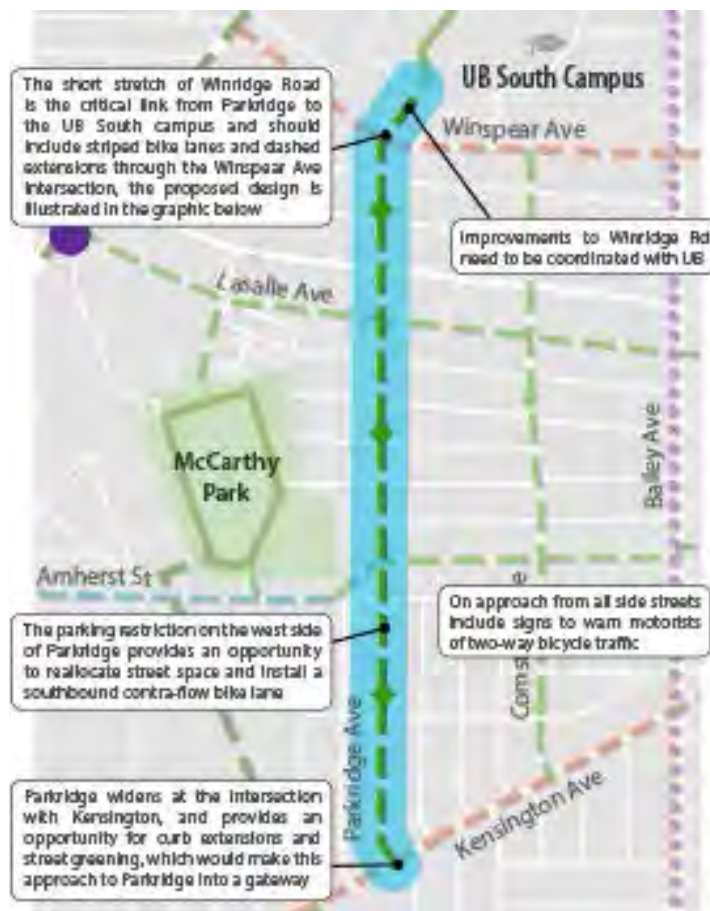 UB South Campus
The short stretch of Winridge Road
is the critical link from Parkridge to
the UB South campus and should
include striped bike lanes and dashed
extensions through the Winspear Ave
intersection, the proposed design is
illustrated in the graphic below
Winspear Ave
Improvements to Winridge Rd
need to be coordinated with UB
Lasalle Ave
McCarthy
Park
Bailey Ave
Amherst St
On approach from all side streets
include signs to warn motorists
of two-way bicycle traffic
The parking restriction on the west side
of Parkridge provides an opportunity
to reallocate street space and install a
southbound contra-flow bike lane
Parkridge Ave
Kensington Ave
Parkridge widens at the intersection
with Kensington, and provides an
opportunity for curb extensions and
street greening, which would make this
approach to Parkridge into a gateway